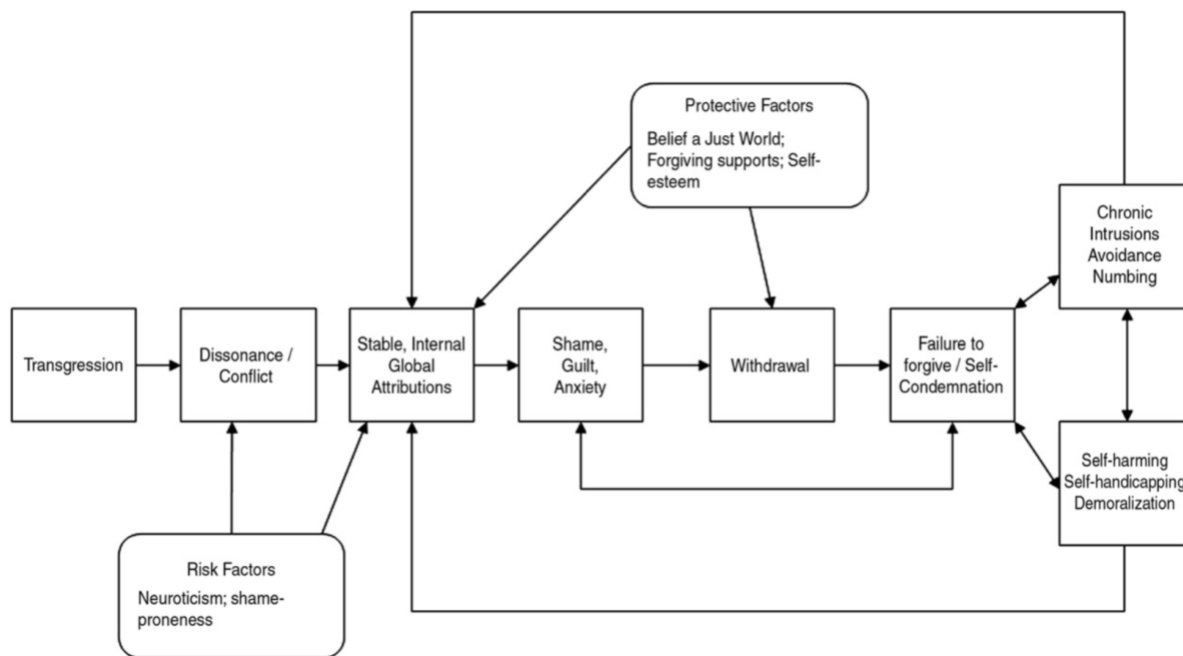 Protective Factors
Belief a Just World;
Forgiving supports; Self-
esteem
Chronic
Intrusions
Avoidance
Numbing
Transgression
Dissonance /
Conflict
Stable, Internal
Global
Attributions
Shame,
Guilt,
Anxiety
Withdrawal
Failure to
forgive / Self-
Condemnation
Self-harming
Self-handicapping
Demoralization
Risk Factors
Neuroticism; shame-
proneness